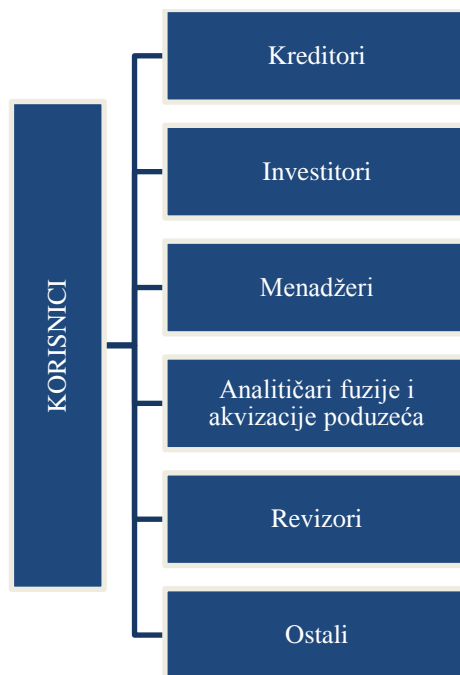 KORISNICI
Kreditori
Investitori
Menadžeri
Analitičari fuzije i
akvizacije poduzeća
Revizori
Ostali